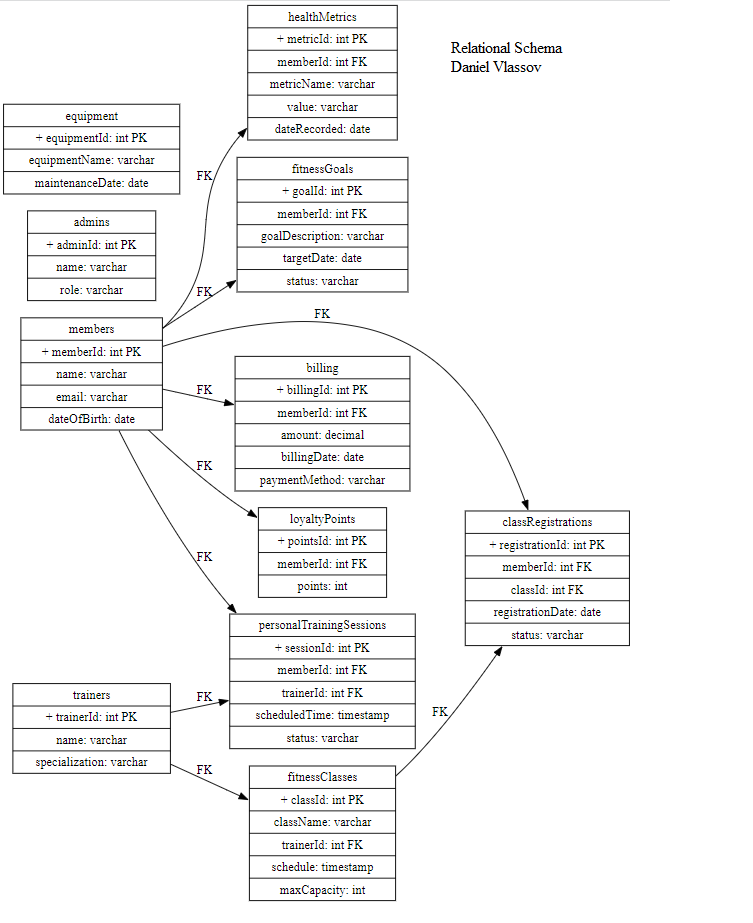 healthMetrics
+ metricId: int PK
memberId: int FK
metricName: varchar
value: varchar
dateRecorded: date
Relational Schema
Daniel Vlassov
equipment
+ equipmentId: int PK
equipmentName: varchar
maintenanceDate: date
FK
fitnessGoals
+ goalId: int PK
memberId: int FK
goalDescription: varchar
targetDate: date
status: varchar
admins
+ adminId: int PK
name: varchar
role: varchar
FK
FK
members
+ memberId: int PK
name: varchar
email: varchar
dateOfBirth: date
FK
billing
+ billingId: int PK
memberId: int FK
amount: decimal
billingDate: date
paymentMethod: varchar
FK
loyaltyPoints
+ pointsId: int PK
memberId: int FK
points: int
classRegistrations
+ registrationId: int PK
memberId: int FK
classId: int FK
registrationDate: date
status: varchar
FK
personalTrainingSessions
+ sessionId: int PK
memberId: int FK
trainerId: int FK
scheduledTime: timestamp
status: varchar
trainers
+ trainerId: int PK
name: varchar
specialization: varchar
FK
FK
FK
fitnessClasses
+ classId: int PK
className: varchar
trainerId: int FK
schedule: timestamp
maxCapacity: int